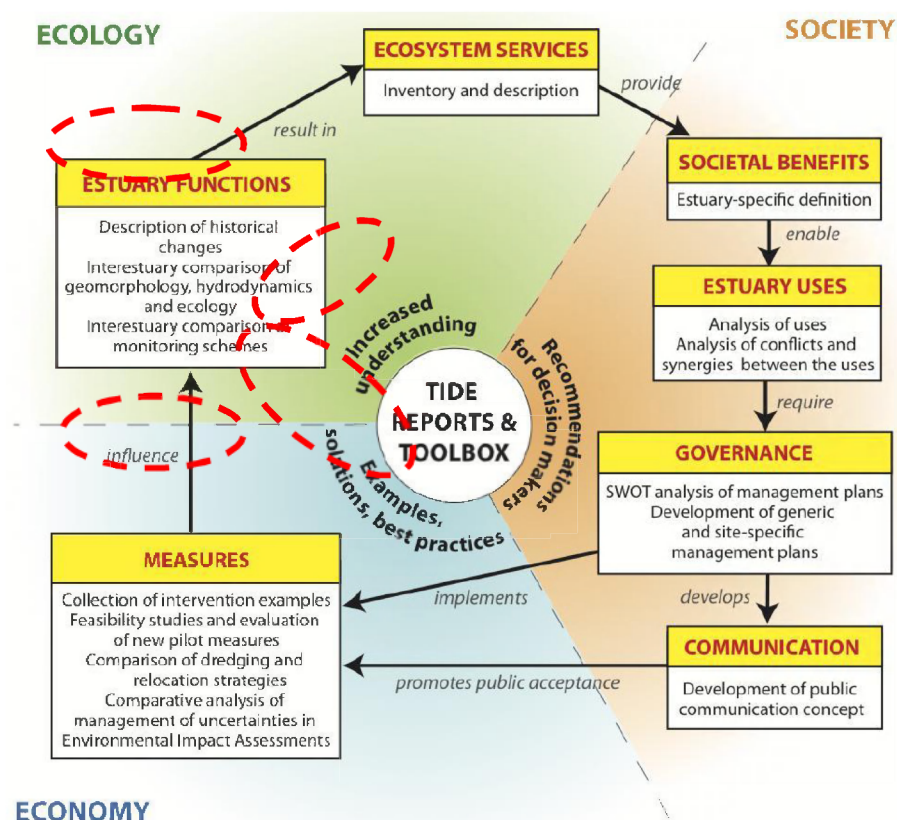 ECOLOGY
SOCIETY
ECOSYSTEM SERVICES
Inventory and description
provide
result in
SOCIETAL BENEFITS
Estuary-specific definition
enable
ESTUARY FUNCTIONS
Description of historical
changes
Interestuary comparison of
geomorphology, hydrodynamics
and ecology
Interestuary comparison
monitoring schemes
ESTUARY USES
Analysis of uses
Analysis of conflicts and
synergies between the uses
require
Increased
understanding
Recommendations
for decision makers
TIDE
REPORTS &
TOOLBOX
Examples,
solutions, best practices
influence
GOVERNANCE
SWOT analysis of management plans
Development of generic
and site-specific
management plans
implements
develops
MEASURES
Collection of intervention examples
Feasibility studies and evaluation
of new pilot measures
Comparison of dredging and
relocation strategies
Comparative analysis of
management of uncertainties in
Environmental Impact Assessments
promotes public acceptance
COMMUNICATION
Development of public
communication concept
ECONOMY